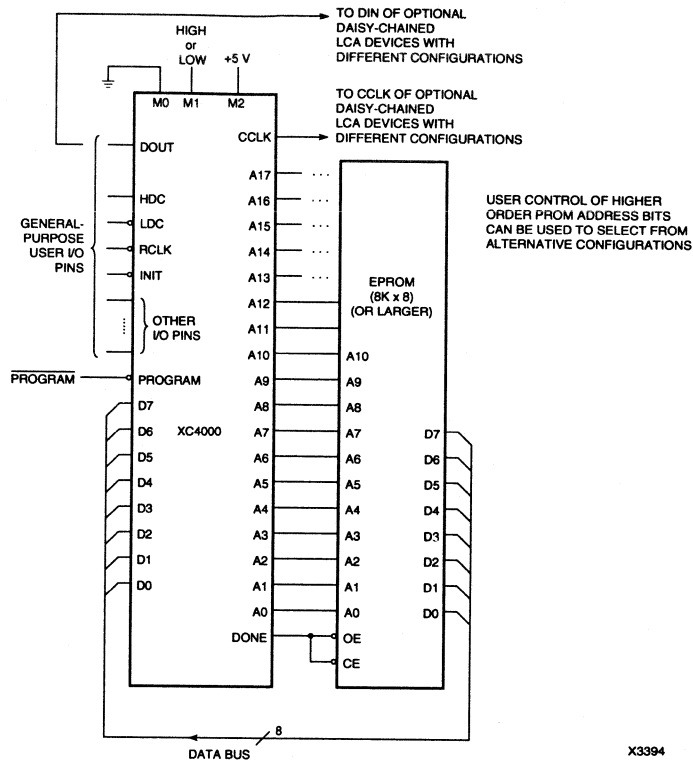 TO DIN OF OPTIONAL
DAISY-CHAINED
LCA DEVICES WITH
DIFFERENT CONFIGURATIONS
HIGH
or
LOW
+5 V
M0 M1 M2
TO CCLK OF OPTIONAL
DAISY-CHAINED
LCA DEVICES WITH
DIFFERENT CONFIGURATIONS
DOUT
CCLK
HDC
LDC
RCLK
INIT
GENERAL-
PURPOSE
USER I/O
PINS
OTHER
I/O PINS
PROGRAM
PROGRAM
D7
D6
D5
D4
D3
D2
D1
D0
XC4000
A17
A16
A15
A14
A13
A12
A11
A10
A9
A8
A7
A6
A5
A4
A3
A2
A1
A0
DONE
EPROM
(8K x 8)
(OR LARGER)
A10
A9
A8
A7
A6
A5
A4
A3
A2
A1
A0
OE
CE
D7
D6
D5
D4
D3
D2
D1
D0
USER CONTROL OF HIGHER
ORDER PROM ADDRESS BITS
CAN BE USED TO SELECT FROM
ALTERNATIVE CONFIGURATIONS
8
DATA BUS
X3394